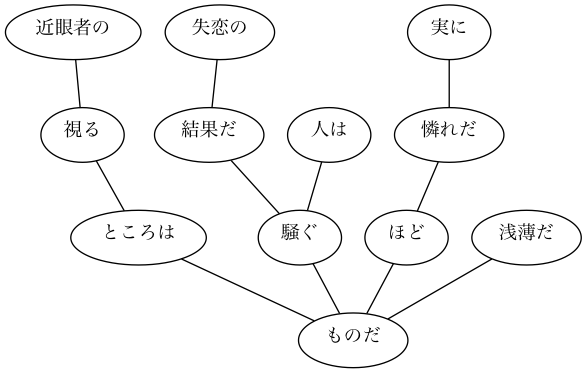 近眼者の 失恋の 実に
視る 結果だ 人は 憐れだ
ところは 騒ぐ ほど 浅薄だ
ものだ